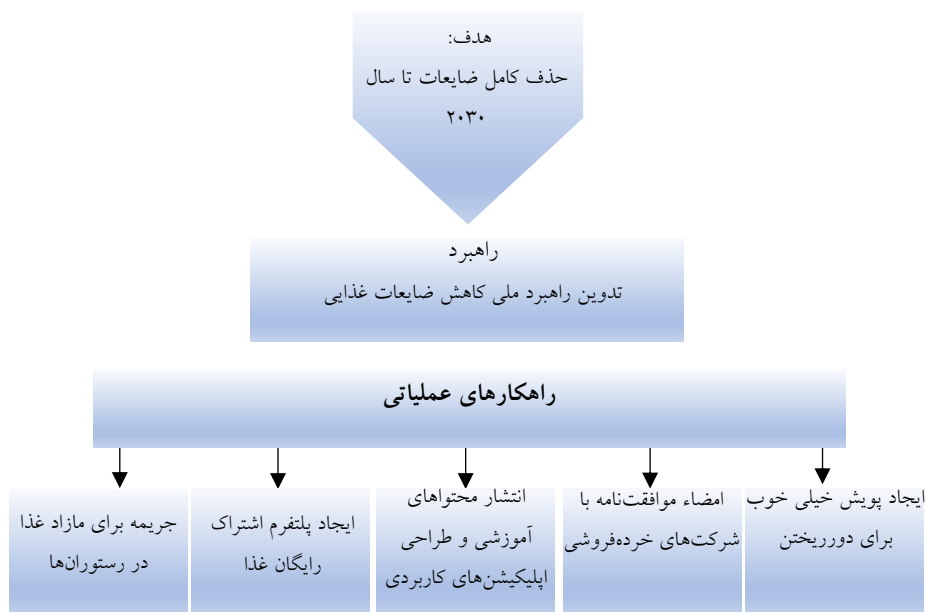 هدف:
حذف کامل ضایعات تا سال
۲۰۳۰
راهبرد
تدوین راهبرد ملی کاهش ضایعات غذایی
راهکارهای عملیاتی
ایجاد پویش خیلی خوب
برای دورریختن
امضاء موافقت‌نامه با
شرکت‌های خرده‌فروشی
انتشار محتواهای
آموزشی و طراحی
اپلیکیشن‌های کاربردی
ایجاد پلتفرم اشتراک
رایگان غذا
جریمه برای مازاد غذا
در رستوران‌ها